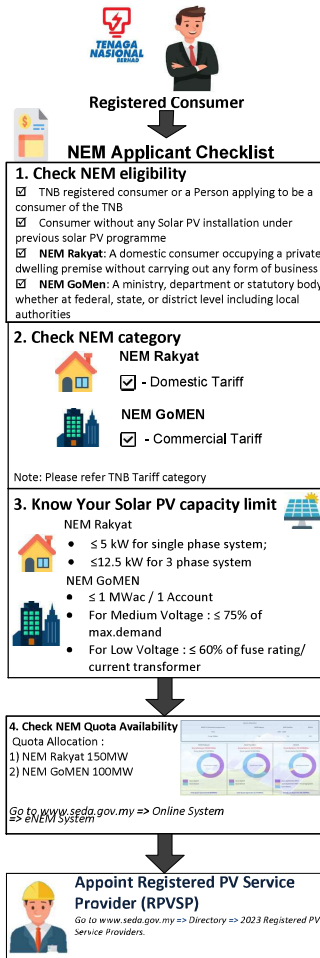 TENAGA
NASIONAL
BERHAD
Registered Consumer
NEM Applicant Checklist
1. Check NEM eligibility
☑ TNB registered consumer or a Person applying to be a
consumer of the TNB
☑ Consumer without any Solar PV installation under
previous solar PV programme
☑ NEM Rakyat: A domestic consumer occupying a private
dwelling premise without carrying out any form of business
☑ NEM GoMen: A ministry, department or statutory body
whether at federal, state, or district level including local
authorities
2. Check NEM category
NEM Rakyat
☑ - Domestic Tariff
NEM GoMEN
☑ - Commercial Tariff
Note: Please refer TNB Tariff category
3. Know Your Solar PV capacity limit
NEM Rakyat
• ≤ 5 kW for single phase system;
• ≤12.5 kW for 3 phase system
NEM GoMEN
• ≤ 1 MWac / 1 Account
• For Medium Voltage : ≤ 75% of
max.demand
• For Low Voltage : ≤ 60% of fuse rating/
current transformer
4. Check NEM Quota Availability
Quota Allocation :
1) NEM Rakyat 150MW
2) NEM GoMEN 100MW
Go to www.seda.gov.my => Online System
=> eNEM System
Appoint Registered PV Service
Provider (RPVSP)
Go to www.seda.gov.my => Directory => 2023 Registered PV
Service Providers.